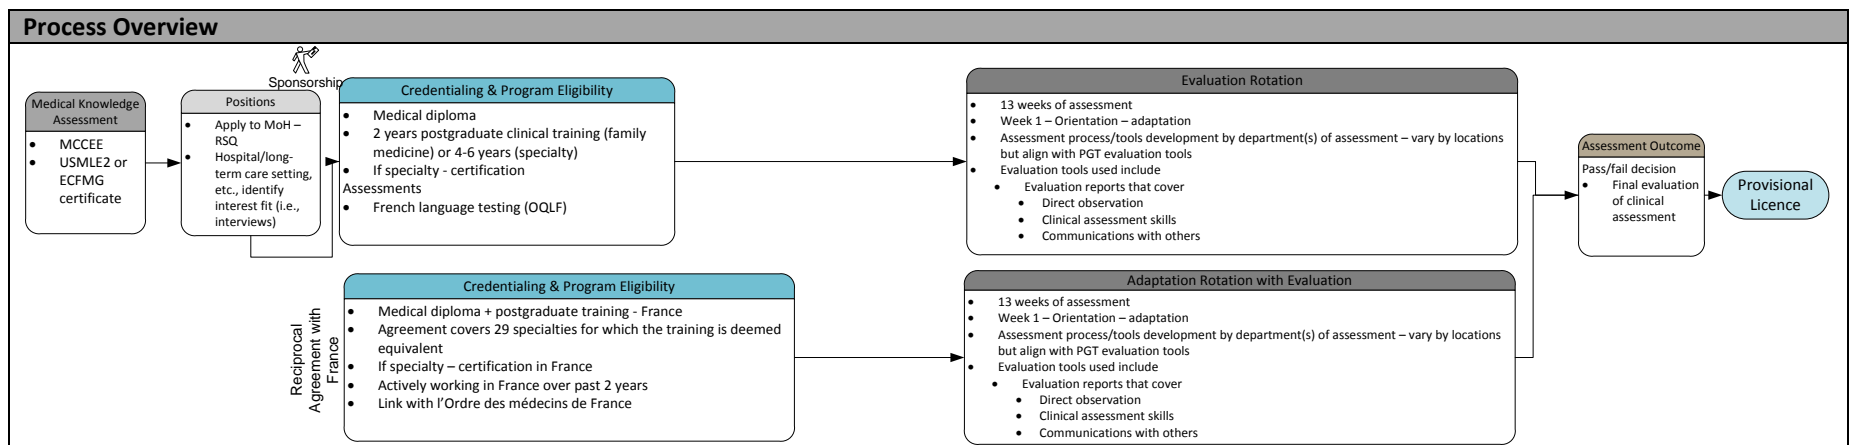 Process Overview
Sponsorship
Medical Knowledge
Assessment
• MCCEE
• USMLE2 or
ECFMG
certificate
Positions
• Apply to MoH –
RSQ
• Hospital/long-
term care setting,
etc., identify
interest fit (i.e.,
interviews)
Credentialing & Program Eligibility
• Medical diploma
• 2 years postgraduate clinical training (family
medicine) or 4-6 years (specialty)
• If specialty - certification
Assessments
• French language testing (OQLF)
Evaluation Rotation
• 13 weeks of assessment
• Week 1 – Orientation – adaptation
• Assessment process/tools development by department(s) of assessment – vary by locations
but align with PGT evaluation tools
• Evaluation tools used include
• Evaluation reports that cover
• Direct observation
• Clinical assessment skills
• Communications with others
Assessment Outcome
Pass/fail decision
• Final evaluation
of clinical
assessment
Provisional
Licence
Reciprocal
Agreement with
France
Credentialing & Program Eligibility
• Medical diploma + postgraduate training - France
• Agreement covers 29 specialties for which the training is deemed
equivalent
• If specialty – certification in France
• Actively working in France over past 2 years
• Link with l’Ordre des médecins de France
Adaptation Rotation with Evaluation
• 13 weeks of assessment
• Week 1 – Orientation – adaptation
• Assessment process/tools development by department(s) of assessment – vary by locations
but align with PGT evaluation tools
• Evaluation tools used include
• Evaluation reports that cover
• Direct observation
• Clinical assessment skills
• Communications with others